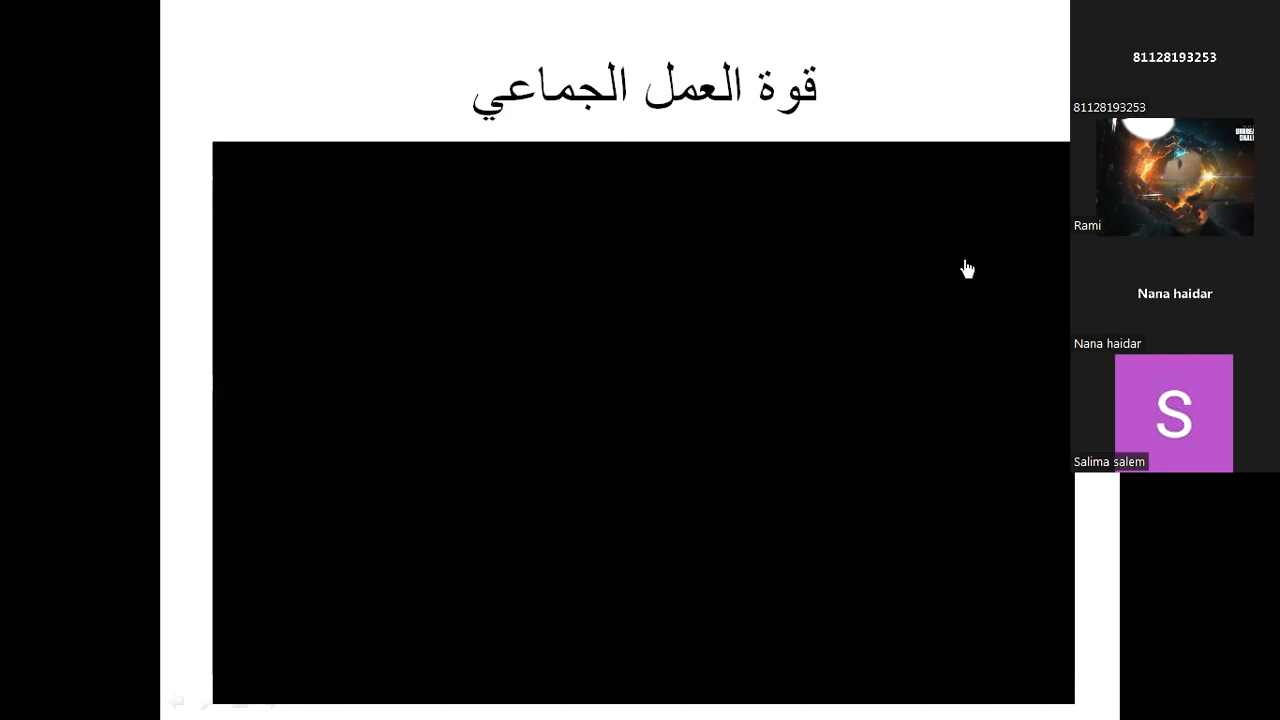 قوة العمل الجماعي
81128193253
81128193253
Rami
Nana haidar
Nana haidar
S
Salima salem